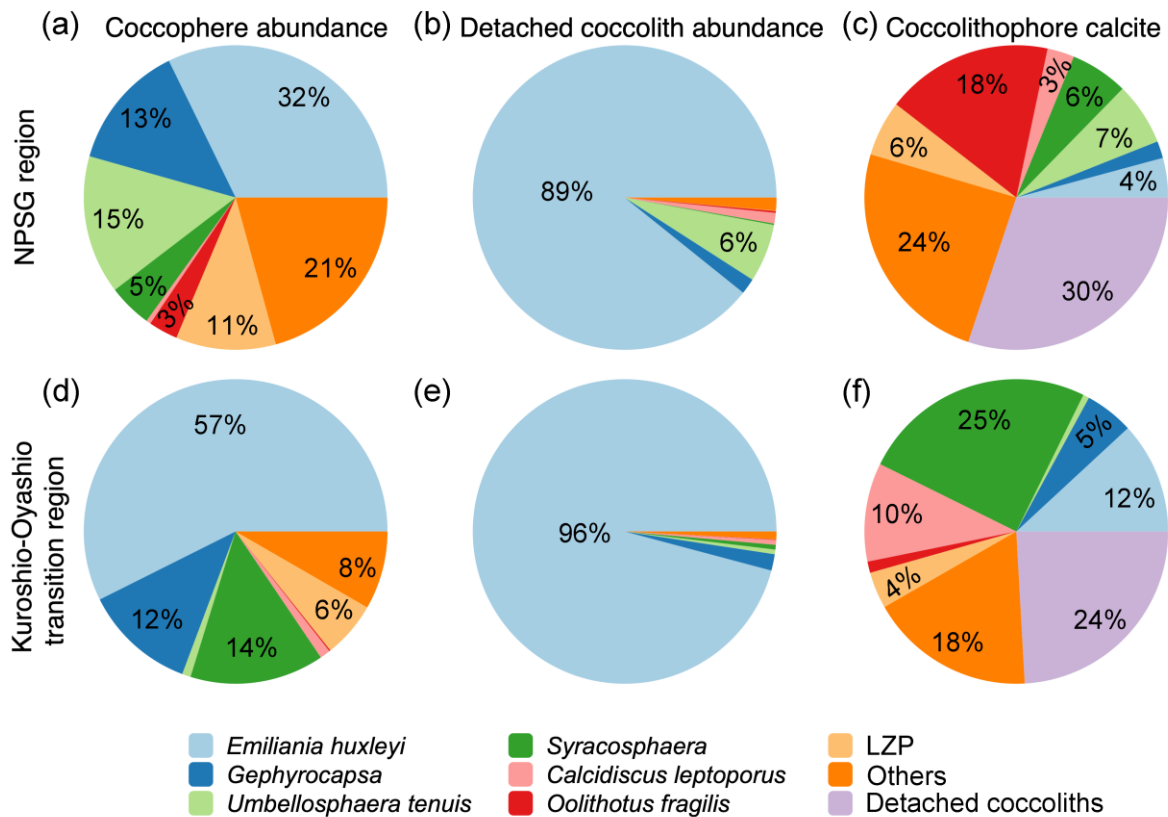 (a) Coccophere abundance
(b) Detached coccolith abundance
(c) Coccolithophore calcite
NPSG region
32%
13%
15%
5%
3%
11%
21%
89%
6%
18%
3%
6%
7%
4%
6%
24%
30%
(d)
(e)
(f)
Kuroshio-Oyashio
transition region
57%
12%
14%
6%
8%
96%
25%
5%
12%
10%
4%
18%
24%
Emiliania huxleyi
Gephyrocapsa
Umbellosphaera tenuis
Syracosphaera
Calcidiscus leptoporus
Oolithotus fragilis
LZP
Others
Detached coccoliths